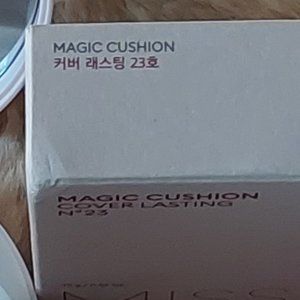 MAGIC CUSHION
커버 래스팅 23호
MAGIC CUSHION
COVER LASTING
N°23